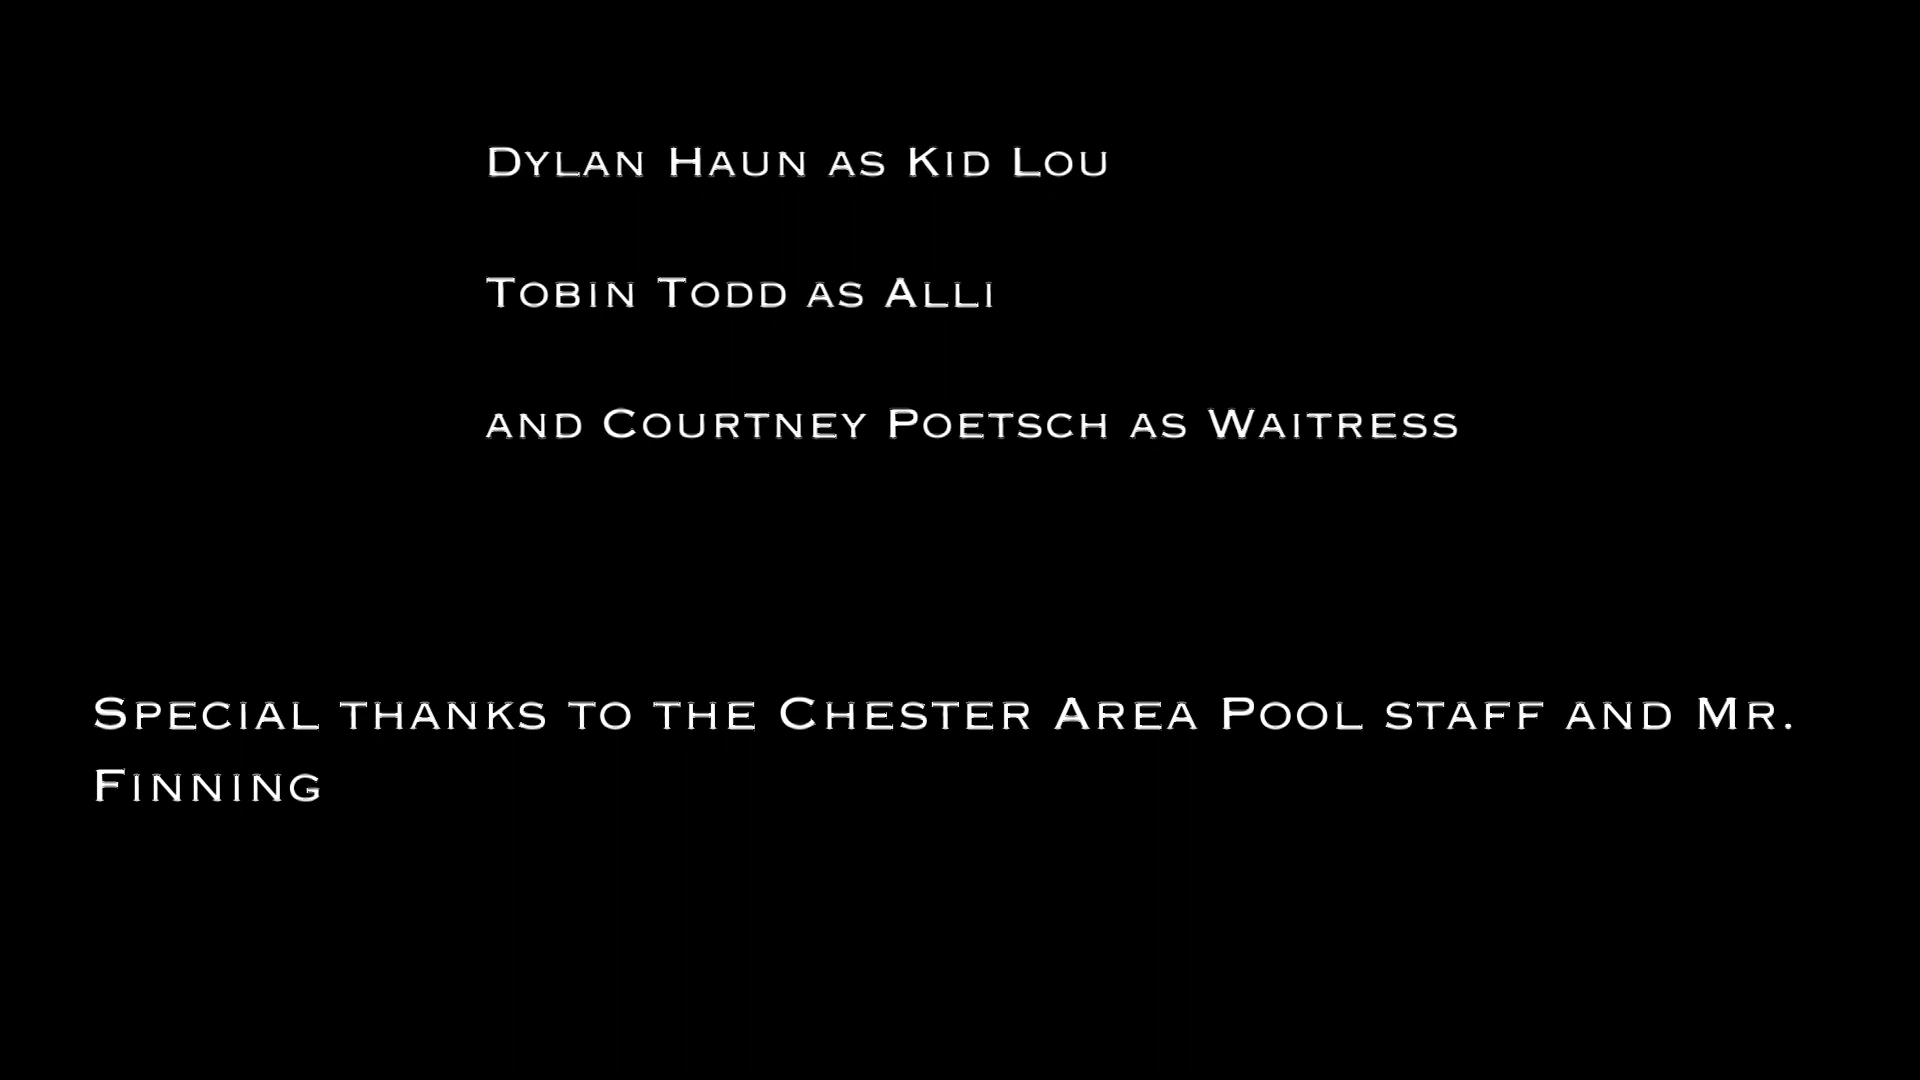 Dylan Haun as Kid Lou
Tobin Todd as Alli
and Courtney Poetsch as Waitress
Special thanks to the Chester Area Pool staff and Mr.
Finning